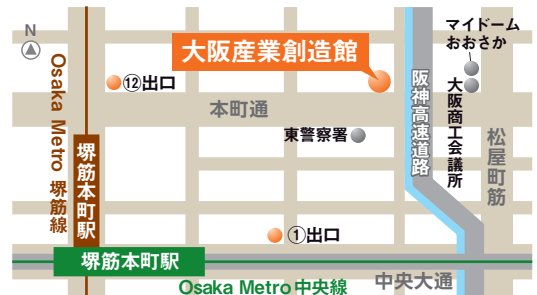 N
マイドーム
おおさか
大阪産業創造館
⑫出口
本町通
東警察署
阪神高速道路
大阪商工会議所
松屋町筋
Osaka Metro 堺筋線
堺筋本町駅
①出口
堺筋本町駅
中央大通
Osaka Metro 中央線